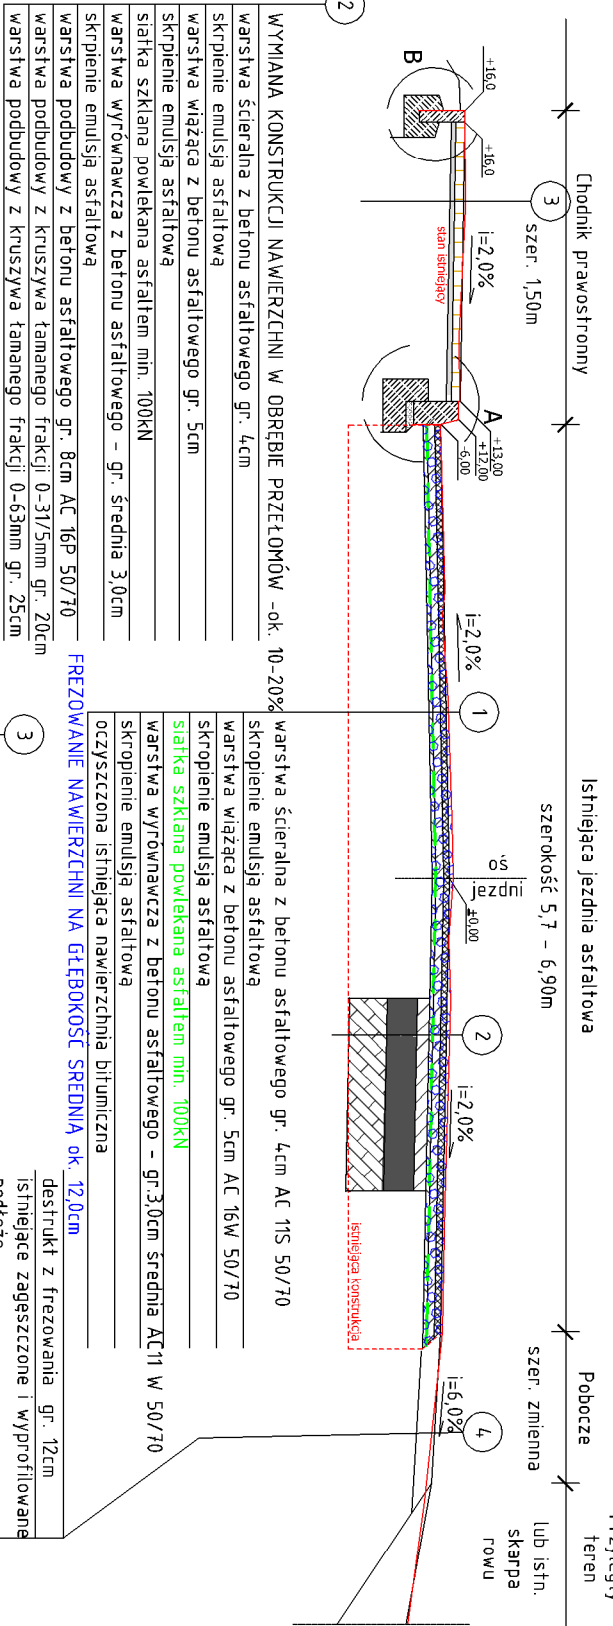 Chodnik prawostronny
szer. 1,50m
Istniejąca jezdnia asfaltowa
szerokość 5,7 - 6,90m
Pobocze
szer. zmienna
teren
lub istn.
skarpa
rowu
+16,0
+16,0
B
3
i=2,0%
stan istniejący
A
+13,00
+12,00
-6,00
i=2,0%
1
oś
jezdni
±0,00
2
i=2,0%
i=6,0%
4
istniejąca konstrukcja
2
WYMIANA KONSTRUKCJI NAWIERZCHNI W OBRĘBIE PRZEŁOMÓW -ok. 10-20%
warstwa ścieralna z betonu asfaltowego gr. 4cm
skrpienie emulsją asfaltową
warstwa wiążąca z betonu asfaltowego gr. 5cm
skrpienie emulsją asfaltową
siatka szklana powlekana asfaltem min. 100kN
warstwa wyrównawcza z betonu asfaltowego - gr. średnia 3,0cm
skrpienie emulsją asfaltową
warstwa podbudowy z betonu asfaltowego gr. 8cm AC 16P 50/70
warstwa podbudowy z kruszywa łamanego frakcji 0-31/5mm gr. 20cm
warstwa podbudowy z kruszywa łamanego frakcji 0-63mm gr. 25cm
warstwa ścieralna z betonu asfaltowego gr. 4cm AC 11S 50/70
skropienie emulsją asfaltową
warstwa wiążąca z betonu asfaltowego gr. 5cm AC 16W 50/70
skropienie emulsją asfaltową
siatka szklana powlekana asfaltem min. 100kN
warstwa wyrównawcza z betonu asfaltowego - gr.3,0cm średnia AC11 W 50/70
skropienie emulsją asfaltową
oczyszczona istniejąca nawierzchnia bitumiczna
FREZOWANIE NAWIERZCHNI NA GŁĘBOKOŚĆ ŚREDNIĄ ok. 12,0cm
3
destrukt z frezowania gr. 12cm
istniejące zagęszczone i wyprofilowane